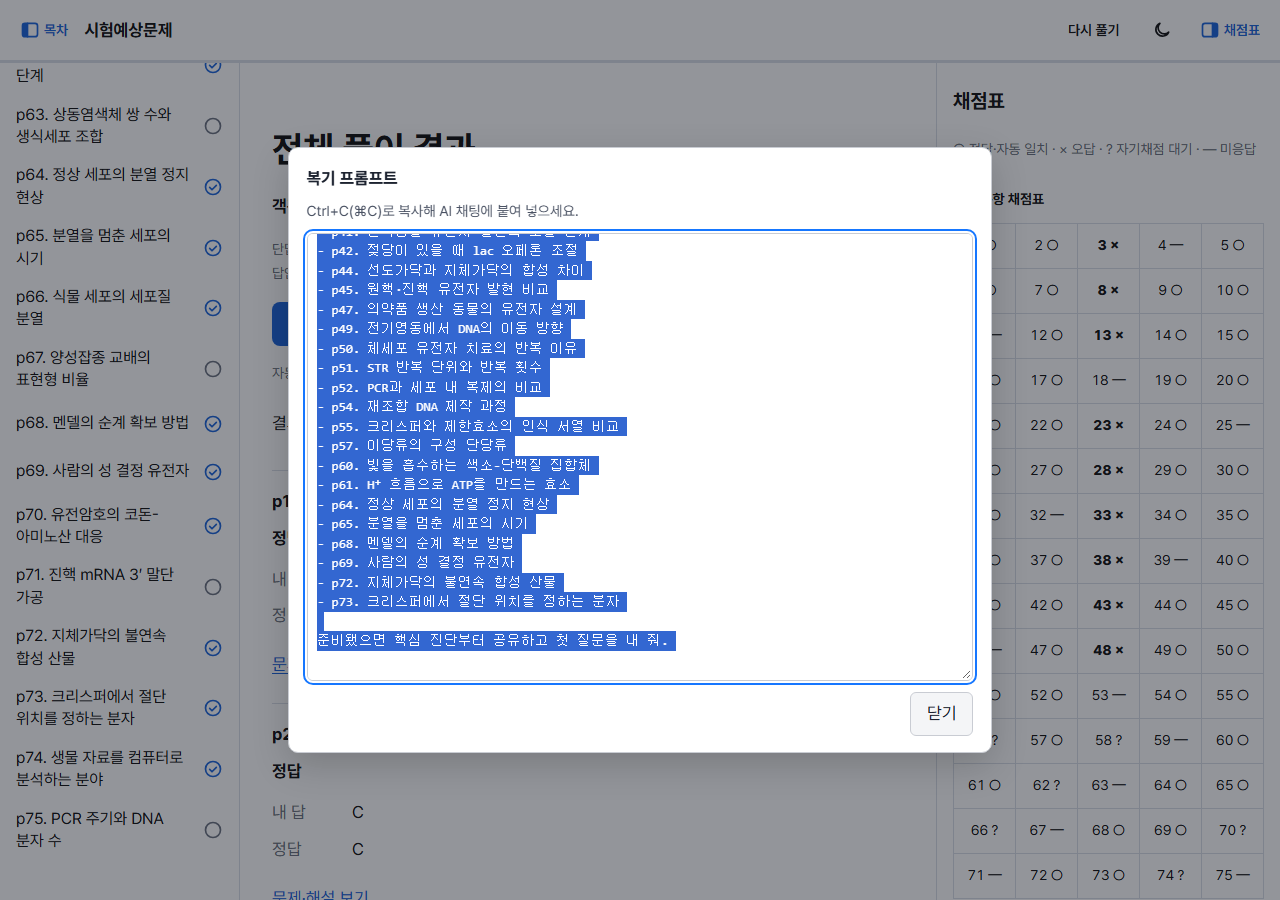 목차
시험예상문제
다시 풀기
채점표
단계
p63. 상동염색체 쌍 수와
생식세포 조합
p64. 정상 세포의 분열 정지
현상
p65. 분열을 멈춘 세포의
시기
p66. 식물 세포의 세포질
분열
p67. 양성잡종 교배의
표현형 비율
p68. 멘델의 순계 확보 방법
p69. 사람의 성 결정 유전자
p70. 유전암호의 코돈-
아미노산 대응
p71. 진핵 mRNA 3′ 말단
가공
p72. 지체가닥의 불연속
합성 산물
p73. 크리스퍼에서 절단
위치를 정하는 분자
p74. 생물 자료를 컴퓨터로
분석하는 분야
p75. PCR 주기와 DNA
분자 수
전체 풀이 결과
복기 프롬프트
Ctrl+C(⌘C)로 복사해 AI 채팅에 붙여 넣으세요.
- p42. 젖당이 있을 때 lac 오페론 조절
- p44. 선도가닥과 지체가닥의 합성 차이
- p45. 원핵·진핵 유전자 발현 비교
- p47. 의약품 생산 동물의 유전자 설계
- p49. 전기영동에서 DNA의 이동 방향
- p50. 체세포 유전자 치료의 반복 이유
- p51. STR 반복 단위와 반복 횟수
- p52. PCR과 세포 내 복제의 비교
- p54. 재조합 DNA 제작 과정
- p55. 크리스퍼와 제한효소의 인식 서열 비교
- p57. 이당류의 구성 단당류
- p60. 빛을 흡수하는 색소-단백질 집합체
- p61. H⁺ 흐름으로 ATP를 만드는 효소
- p64. 정상 세포의 분열 정지 현상
- p65. 분열을 멈춘 세포의 시기
- p68. 멘델의 순계 확보 방법
- p69. 사람의 성 결정 유전자
- p72. 지체가닥의 불연속 합성 산물
- p73. 크리스퍼에서 절단 위치를 정하는 분자
준비됐으면 핵심 진단부터 공유하고 첫 질문을 내 줘.
닫기
정답
내 답 C
정답 C
문제·해설 보기
채점표
자동 일치 · × 오답 · ? 자기채점 대기 · — 미응답
항 채점표
○ 2 ○ 3 × 4 — 5 ○
○ 7 ○ 8 × 9 ○ 10 ○
— 12 ○ 13 × 14 ○ 15 ○
○ 17 ○ 18 — 19 ○ 20 ○
○ 22 ○ 23 × 24 ○ 25 —
○ 27 ○ 28 × 29 ○ 30 ○
○ 32 — 33 × 34 ○ 35 ○
○ 37 ○ 38 × 39 — 40 ○
○ 42 ○ 43 × 44 ○ 45 ○
— 47 ○ 48 × 49 ○ 50 ○
○ 52 ○ 53 — 54 ○ 55 ○
? 57 ○ 58 ? 59 — 60 ○
61 ○ 62 ? 63 — 64 ○ 65 ○
66 ? 67 — 68 ○ 69 ○ 70 ?
71 — 72 ○ 73 ○ 74 ? 75 —